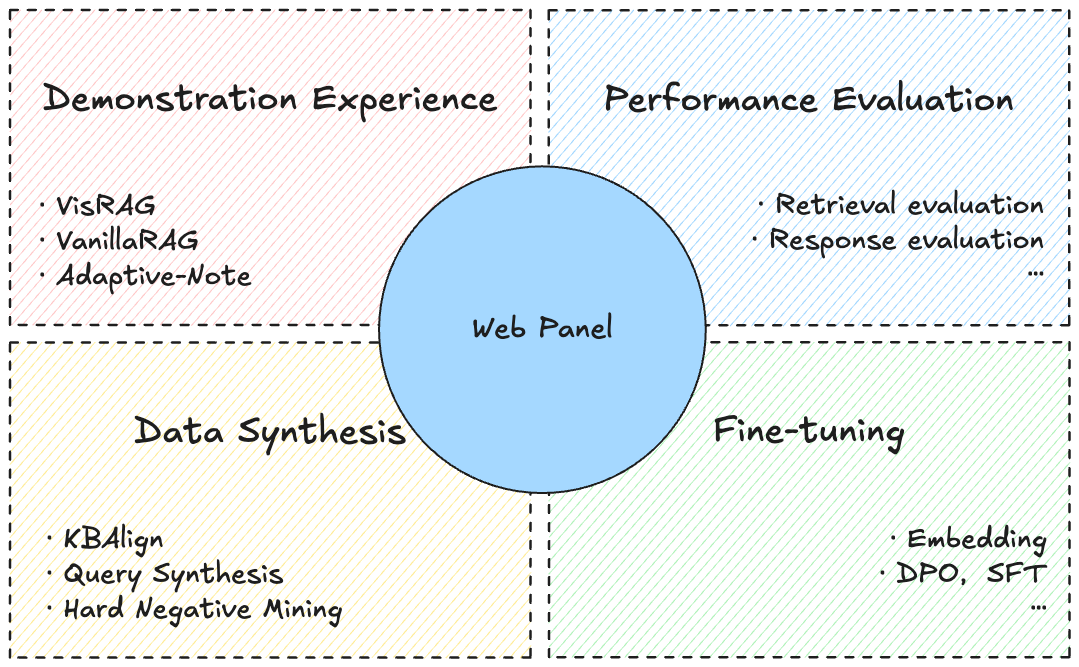 Demonstration Experience
· VisRAG
· VanillaRAG
· Adaptive-Note
Performance Evaluation
· Retrieval evaluation
· Response evaluation
...
Web Panel
Data Synthesis
· KBAlign
· Query Synthesis
· Hard Negative Mining
Fine-tuning
· Embedding
· DPO, SFT
...